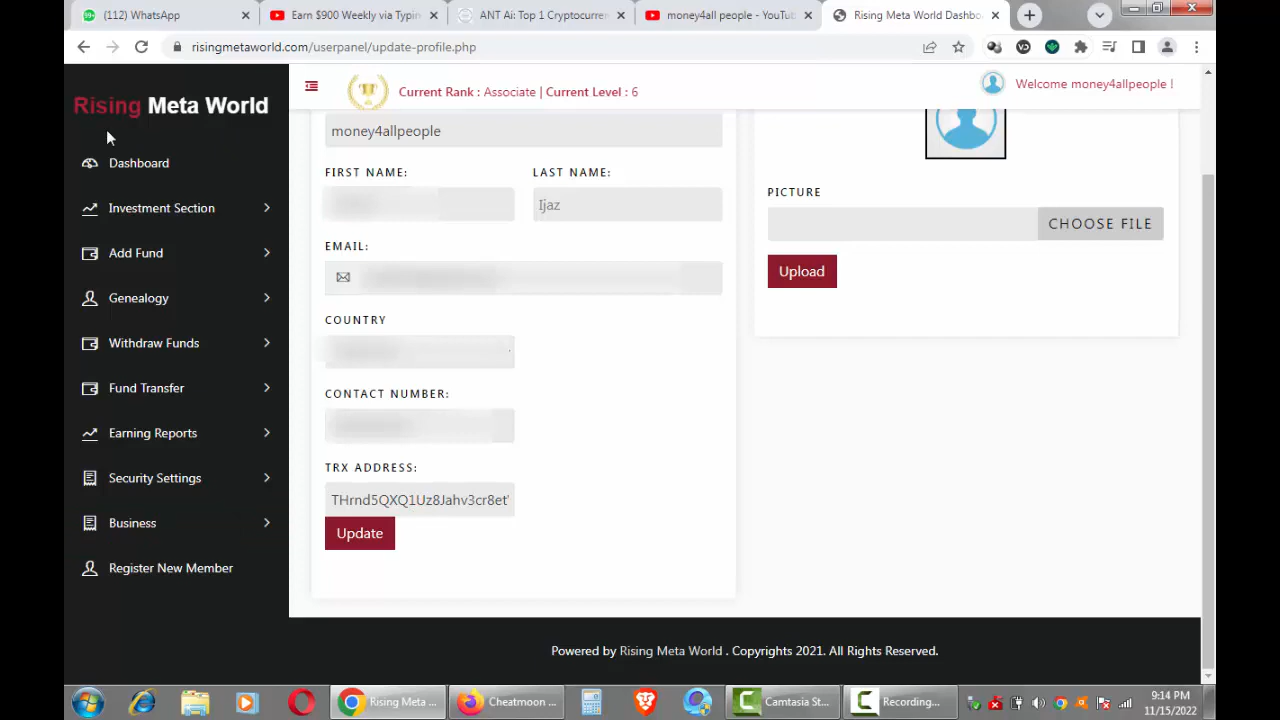 (112) WhatsApp
Earn $900 Weekly via Typin
ANT Ai: Top 1 Cryptocurren
money4all people - YouTub
Rising Meta World Dashbo
risingmetaworld.com/userpanel/update-profile.php
Rising Meta World
Current Rank : Associate | Current Level : 6
Welcome money4allpeople !
Dashboard
Investment Section
Add Fund
Genealogy
Withdraw Funds
Fund Transfer
Earning Reports
Security Settings
Business
Register New Member
money4allpeople
FIRST NAME:
LAST NAME:
Ijaz
EMAIL:
COUNTRY
CONTACT NUMBER:
TRX ADDRESS:
THrnd5QXQ1Uz8Jahv3cr8et
Update
PICTURE
CHOOSE FILE
Upload
Powered by Rising Meta World . Copyrights 2021. All Rights Reserved.
Rising Meta ...
Cheatmoon ...
Camtasia St...
Recording...
9:14 PM
11/15/2022